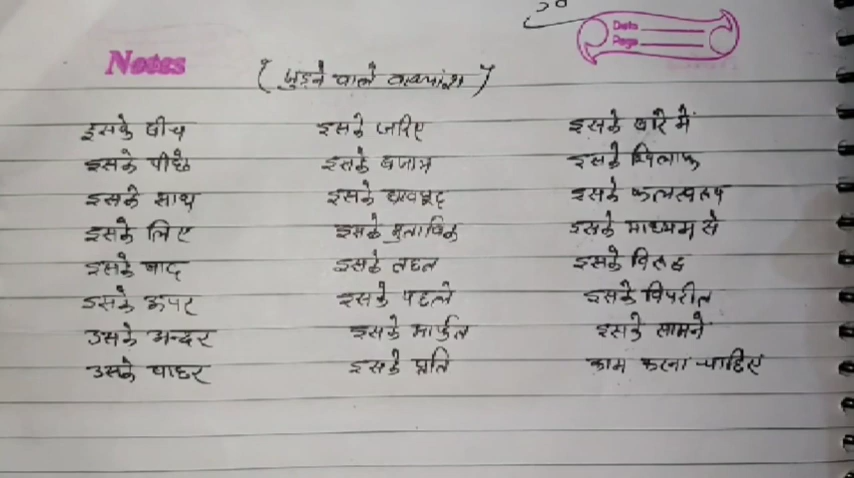 Date
Page
Notes
( जुड़ने वाले वाक्यांश )
इसके बीच इसके जरिए इसके बारे में
इसके पीछे इसके बजाय इसके खिलाफ
इसके साथ इसके बावजूद इसके फलस्वरूप
इसके लिए इसके मुताबिक इसके माध्यम से
इसके बाद इसके तहत इसके विरुद्ध
इसके ऊपर इसके पहले इसके विपरीत
उसके अन्दर इसके मार्फत इसके सामने
उसके बाहर इसके प्रति काम करना चाहिए